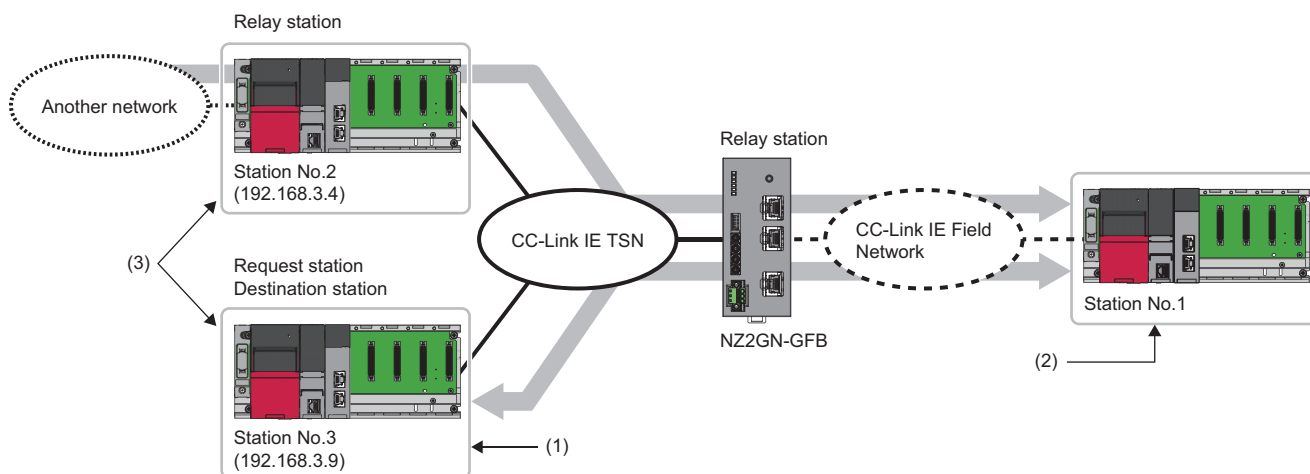 Relay station
Another network
Station No.2
(192.168.3.4)
(3)
Request station
Destination station
Station No.3
(192.168.3.9)
(1)
CC-Link IE TSN
Relay station
NZ2GN-GFB
CC-Link IE Field
Network
Station No.1
(2)